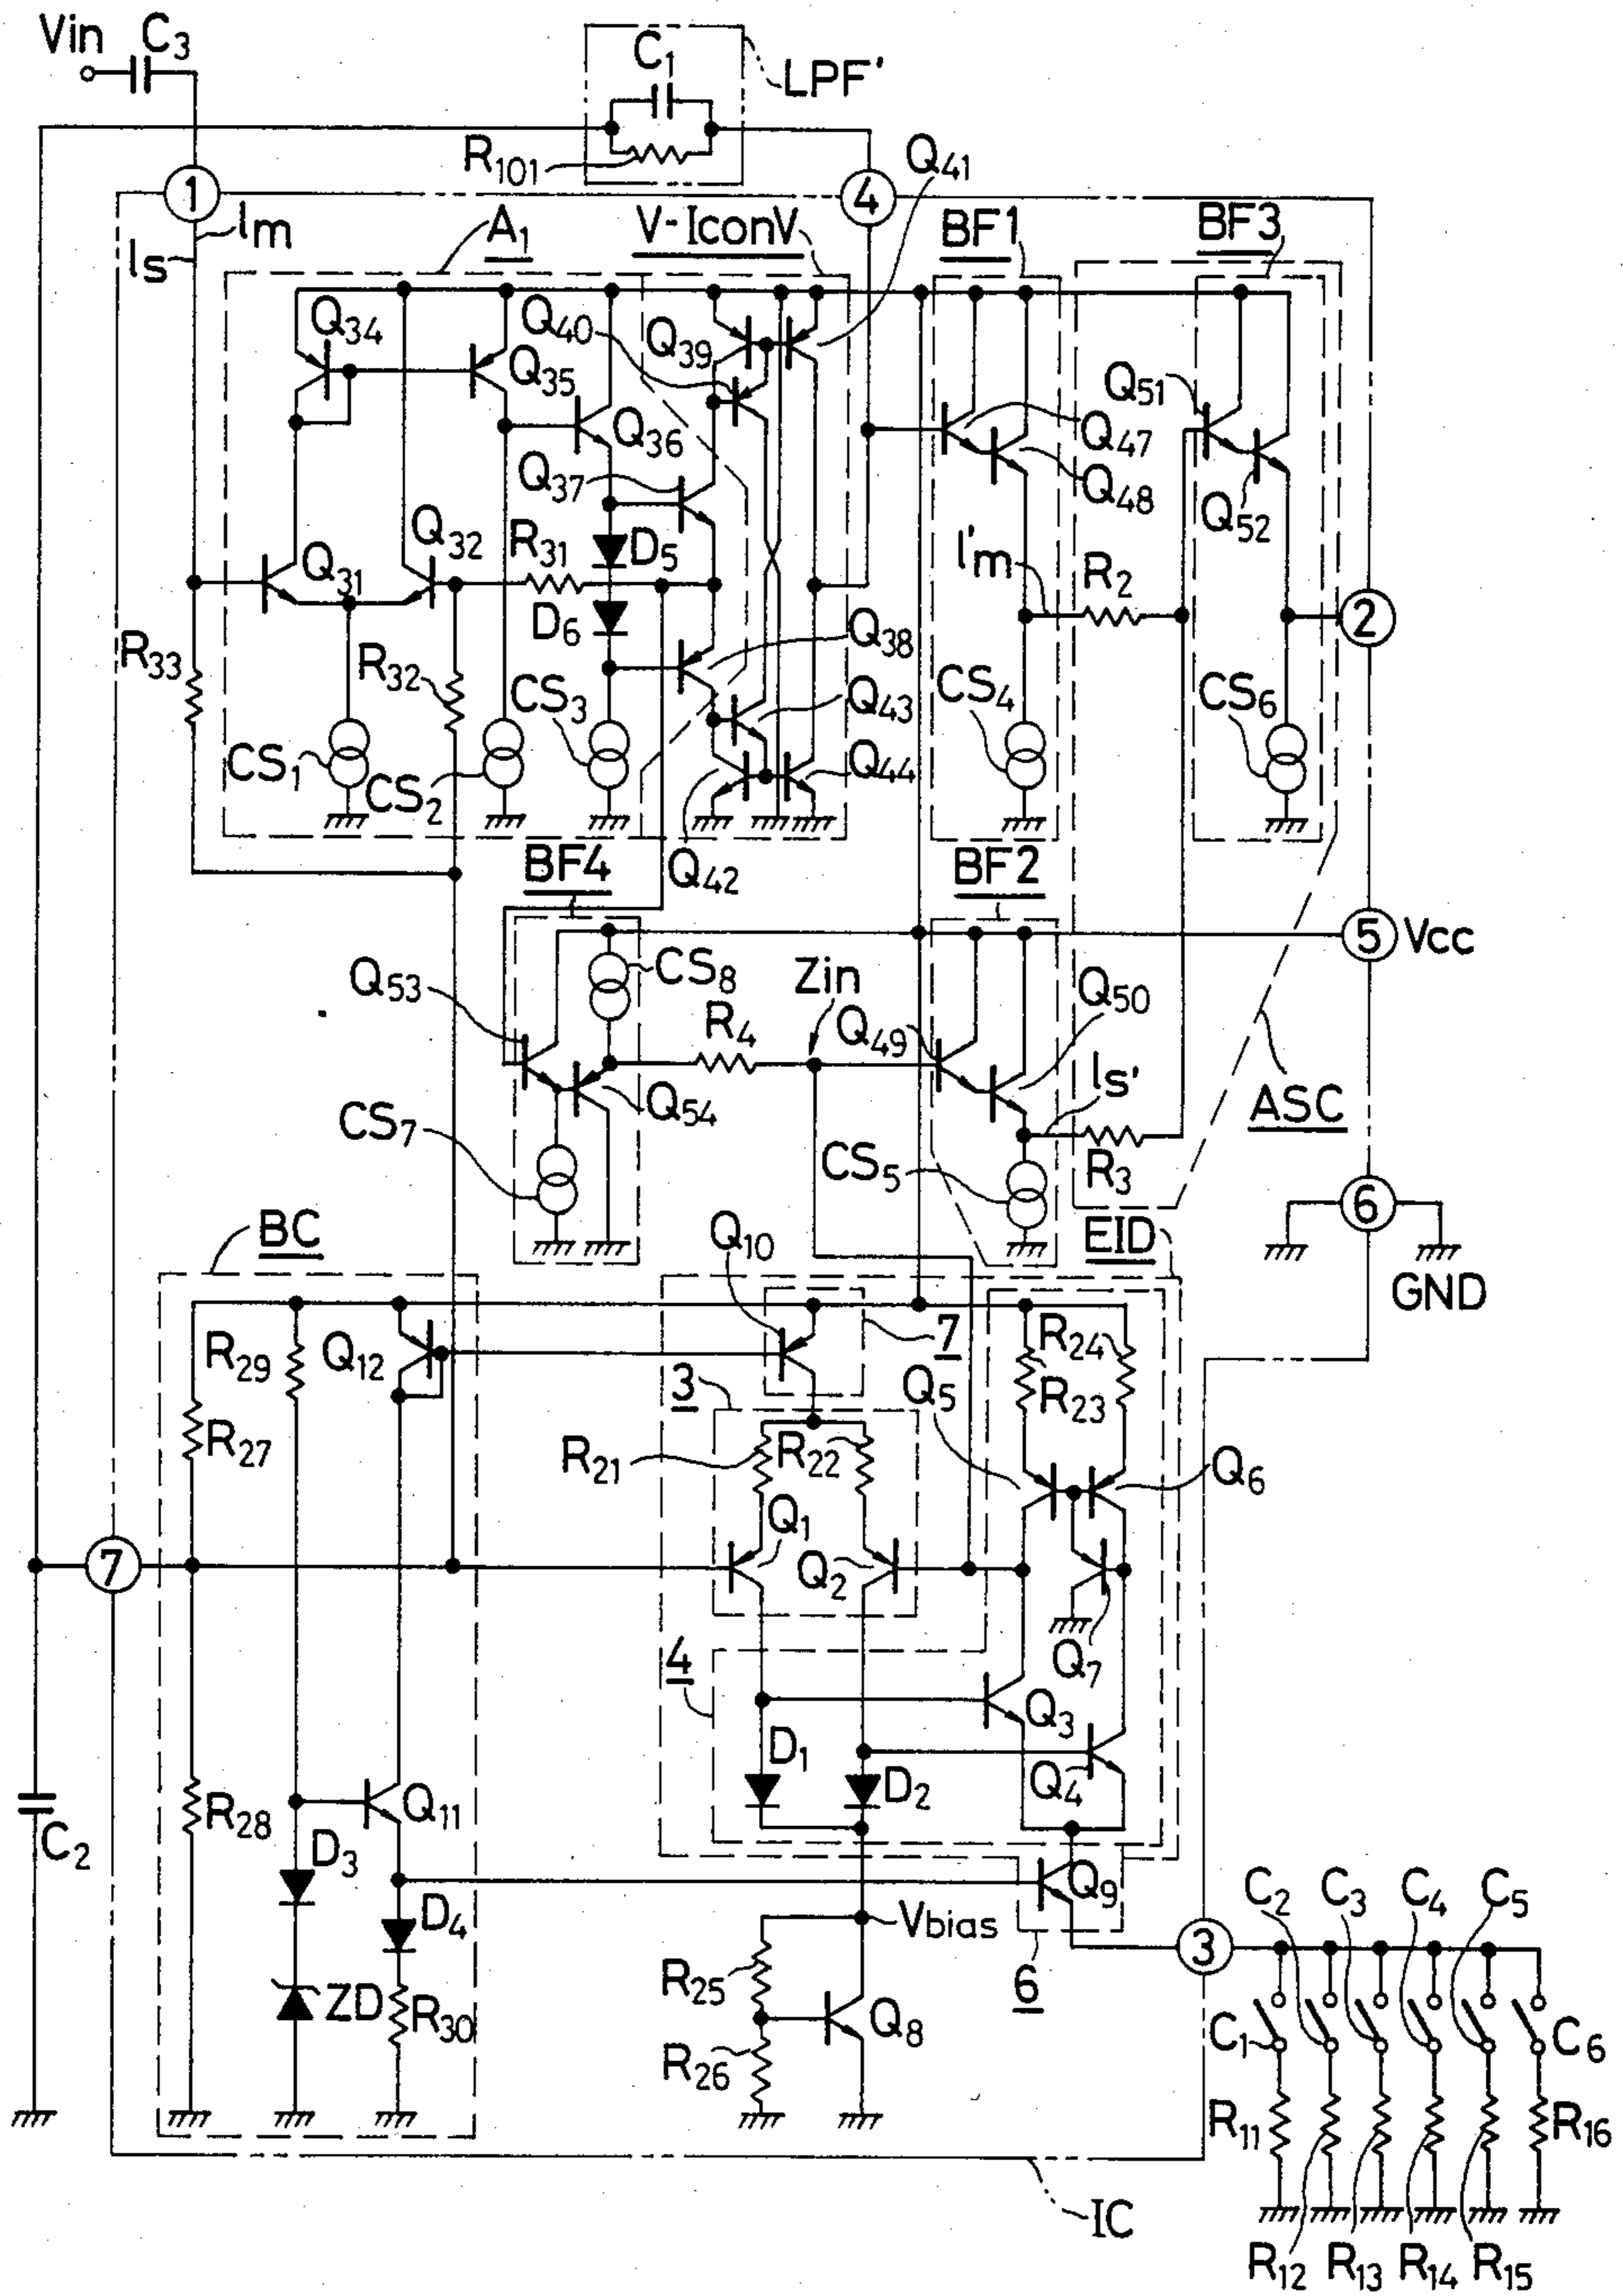 Vin C3
C1
LPF'
R101
Q41
1
4
lm
A1
V-IconV
BF1
BF3
ls
Q34
Q40
Q39
Q35
Q51
Q36
Q47
Q37
Q48
Q32
R31
D5
Q52
Q31
l'm
R2
D6
2
Q38
R33
R32
CS3
CS4
Q43
CS6
CS1
CS2
Q44
BF4
Q42
BF2
5 Vcc
CS8
Zin
Q53
Q50
R4
Q49
ls'
Q54
ASC
CS7
CS5
R3
BC
Q10
EID
6
GND
R29
Q12
7
R24
3
Q5
R23
R27
R21
R22
Q6
Q1
7
Q2
Q7
4
Q3
D1
Q4
R28
Q11
D2
C2
D3
Q9
C2 C3 C4 C5
D4
Vbias
3
R25
6
ZD
R30
Q8
C1
C6
R26
R11
R16
IC
R12 R13 R14 R15